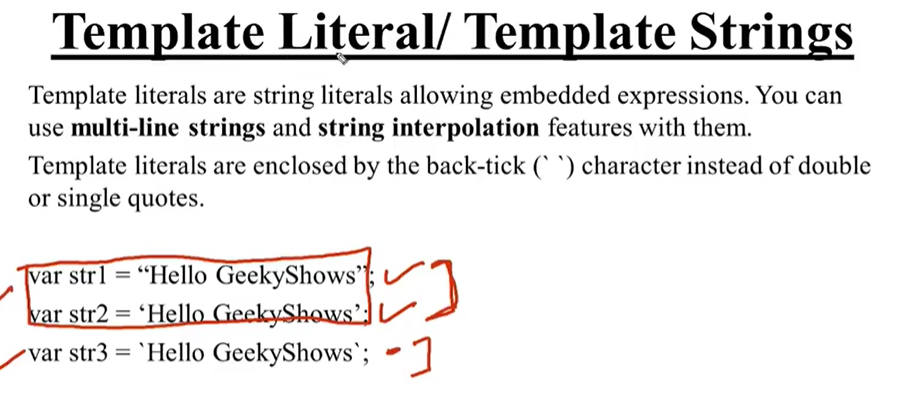 Template Literal/ Template Strings
Template literals are string literals allowing embedded expressions. You can
use multi-line strings and string interpolation features with them.
Template literals are enclosed by the back-tick (` `) character instead of double
or single quotes.
var str1 = “Hello GeekyShows”;
var str2 = ‘Hello GeekyShows’;
var str3 = `Hello GeekyShows`;